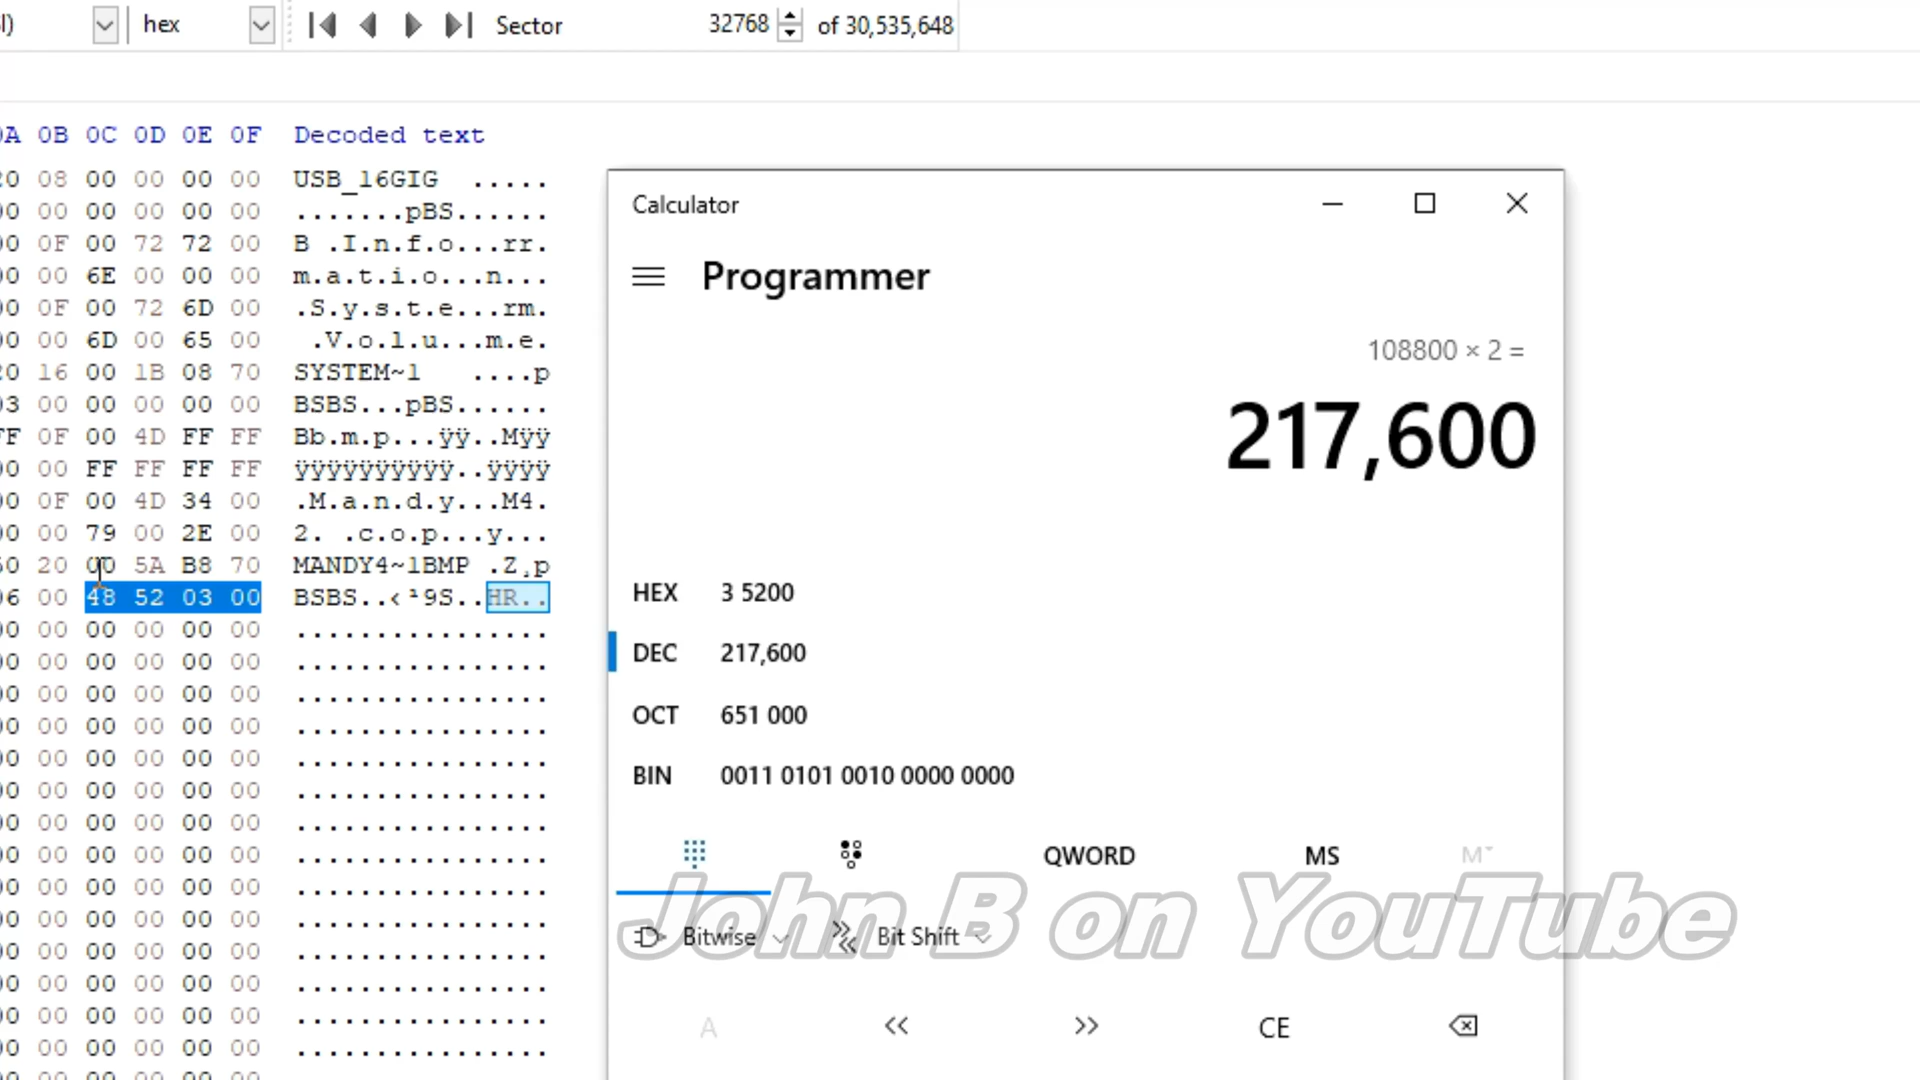 l) hex Sector 32768 of 30,535,648
0A 0B 0C 0D 0E 0F Decoded text
20 08 00 00 00 00 USB_16GIG .....
00 00 00 00 00 00 .......pBS......
00 0F 00 72 72 00 B .I.n.f.o...rr.
00 00 6E 00 00 00 m.a.t.i.o...n...
00 0F 00 72 6D 00 .S.y.s.t.e...rm.
00 00 6D 00 65 00 .V.o.l.u...m.e.
20 16 00 1B 08 70 SYSTEM~1 ....p
03 00 00 00 00 00 BSBS...pBS......
FF 0F 00 4D FF FF Bb.m.p...ÿÿ..Mÿÿ
00 00 FF FF FF FF ÿÿÿÿÿÿÿÿÿÿ..ÿÿÿÿ
00 0F 00 4D 34 00 .M.a.n.d.y...M4.
00 00 79 00 2E 00 2. .c.o.p...y...
50 20 00 5A B8 70 MANDY4~1BMP .Z¸p
06 00 48 52 03 00 BSBS..<¹9S..HR..
00 00 00 00 00 00 ................
00 00 00 00 00 00 ................
00 00 00 00 00 00 ................
00 00 00 00 00 00 ................
00 00 00 00 00 00 ................
00 00 00 00 00 00 ................
00 00 00 00 00 00 ................
00 00 00 00 00 00 ................
00 00 00 00 00 00 ................
00 00 00 00 00 00 ................
00 00 00 00 00 00 ................
00 00 00 00 00 00 ................
00 00 00 00 00 00 ................
00 00 00 00 00 00 ................
Calculator
Programmer
108800 × 2 =
217,600
HEX 3 5200
DEC 217,600
OCT 651 000
BIN 0011 0101 0010 0000 0000
QWORD MS M
John B on YouTube
Bitwise Bit Shift
A << >> CE